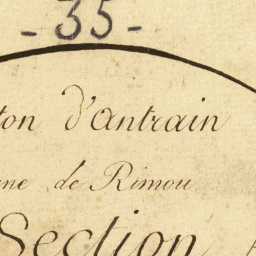 - 35 -
ton d'Antrain
ne de Rimou
Section